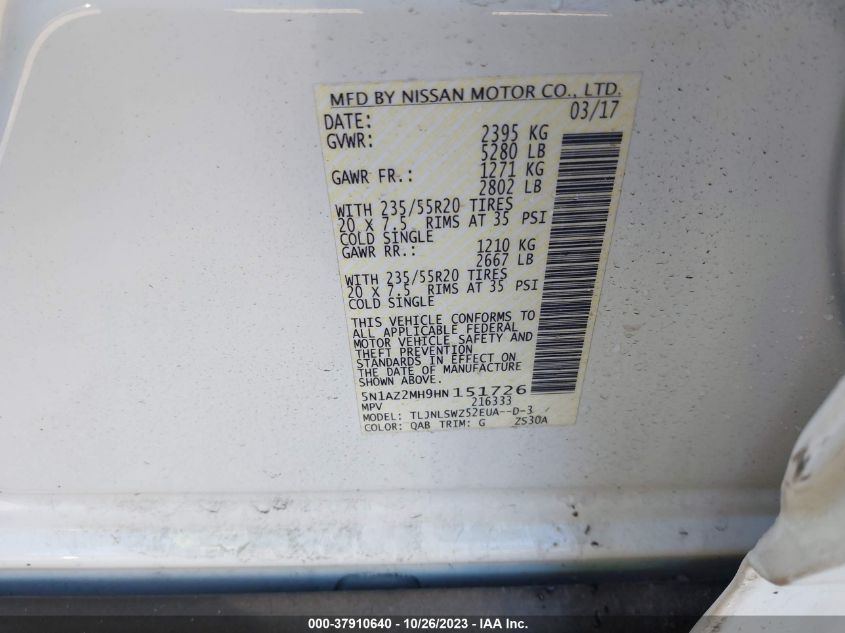 MFD BY NISSAN MOTOR CO., LTD.
DATE: 03/17
GVWR: 2395 KG
5280 LB
GAWR FR.: 1271 KG
2802 LB
WITH 235/55R20 TIRES
20 X 7.5 RIMS AT 35 PSI
COLD SINGLE
GAWR RR.: 1210 KG
2667 LB
WITH 235/55R20 TIRES
20 X 7.5 RIMS AT 35 PSI
COLD SINGLE
THIS VEHICLE CONFORMS TO
ALL APPLICABLE FEDERAL
MOTOR VEHICLE SAFETY AND
THEFT PREVENTION
STANDARDS IN EFFECT ON
THE DATE OF MANUFACTURE
SHOWN ABOVE.
5N1AZ2MH9HN 151726
MPV 216333
MODEL: TLJNLSWZ52EUA--D-3
COLOR: QAB TRIM: G ZS30A
000-37910640 - 10/26/2023 - IAA Inc.